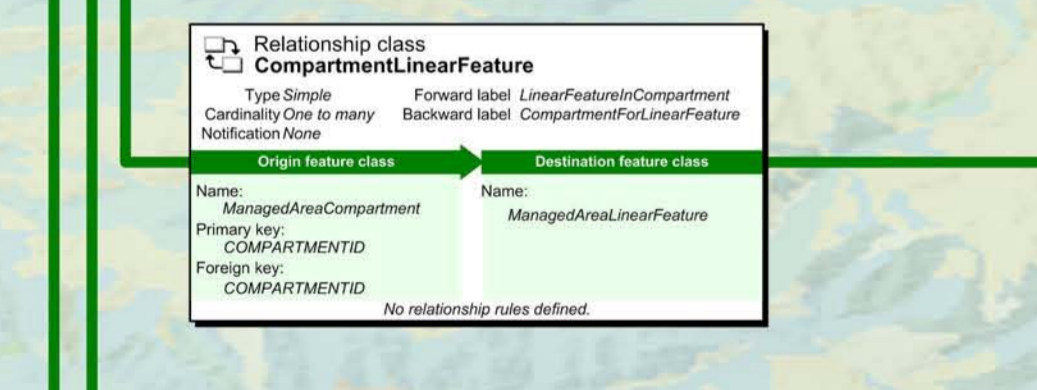 Relationship class
CompartmentLinearFeature
Type Simple
Cardinality One to many
Notification None
Forward label LinearFeatureInCompartment
Backward label CompartmentForLinearFeature
Origin feature class
Destination feature class
Name:
ManagedAreaCompartment
Primary key:
COMPARTMENTID
Foreign key:
COMPARTMENTID
Name:
ManagedAreaLinearFeature
No relationship rules defined.